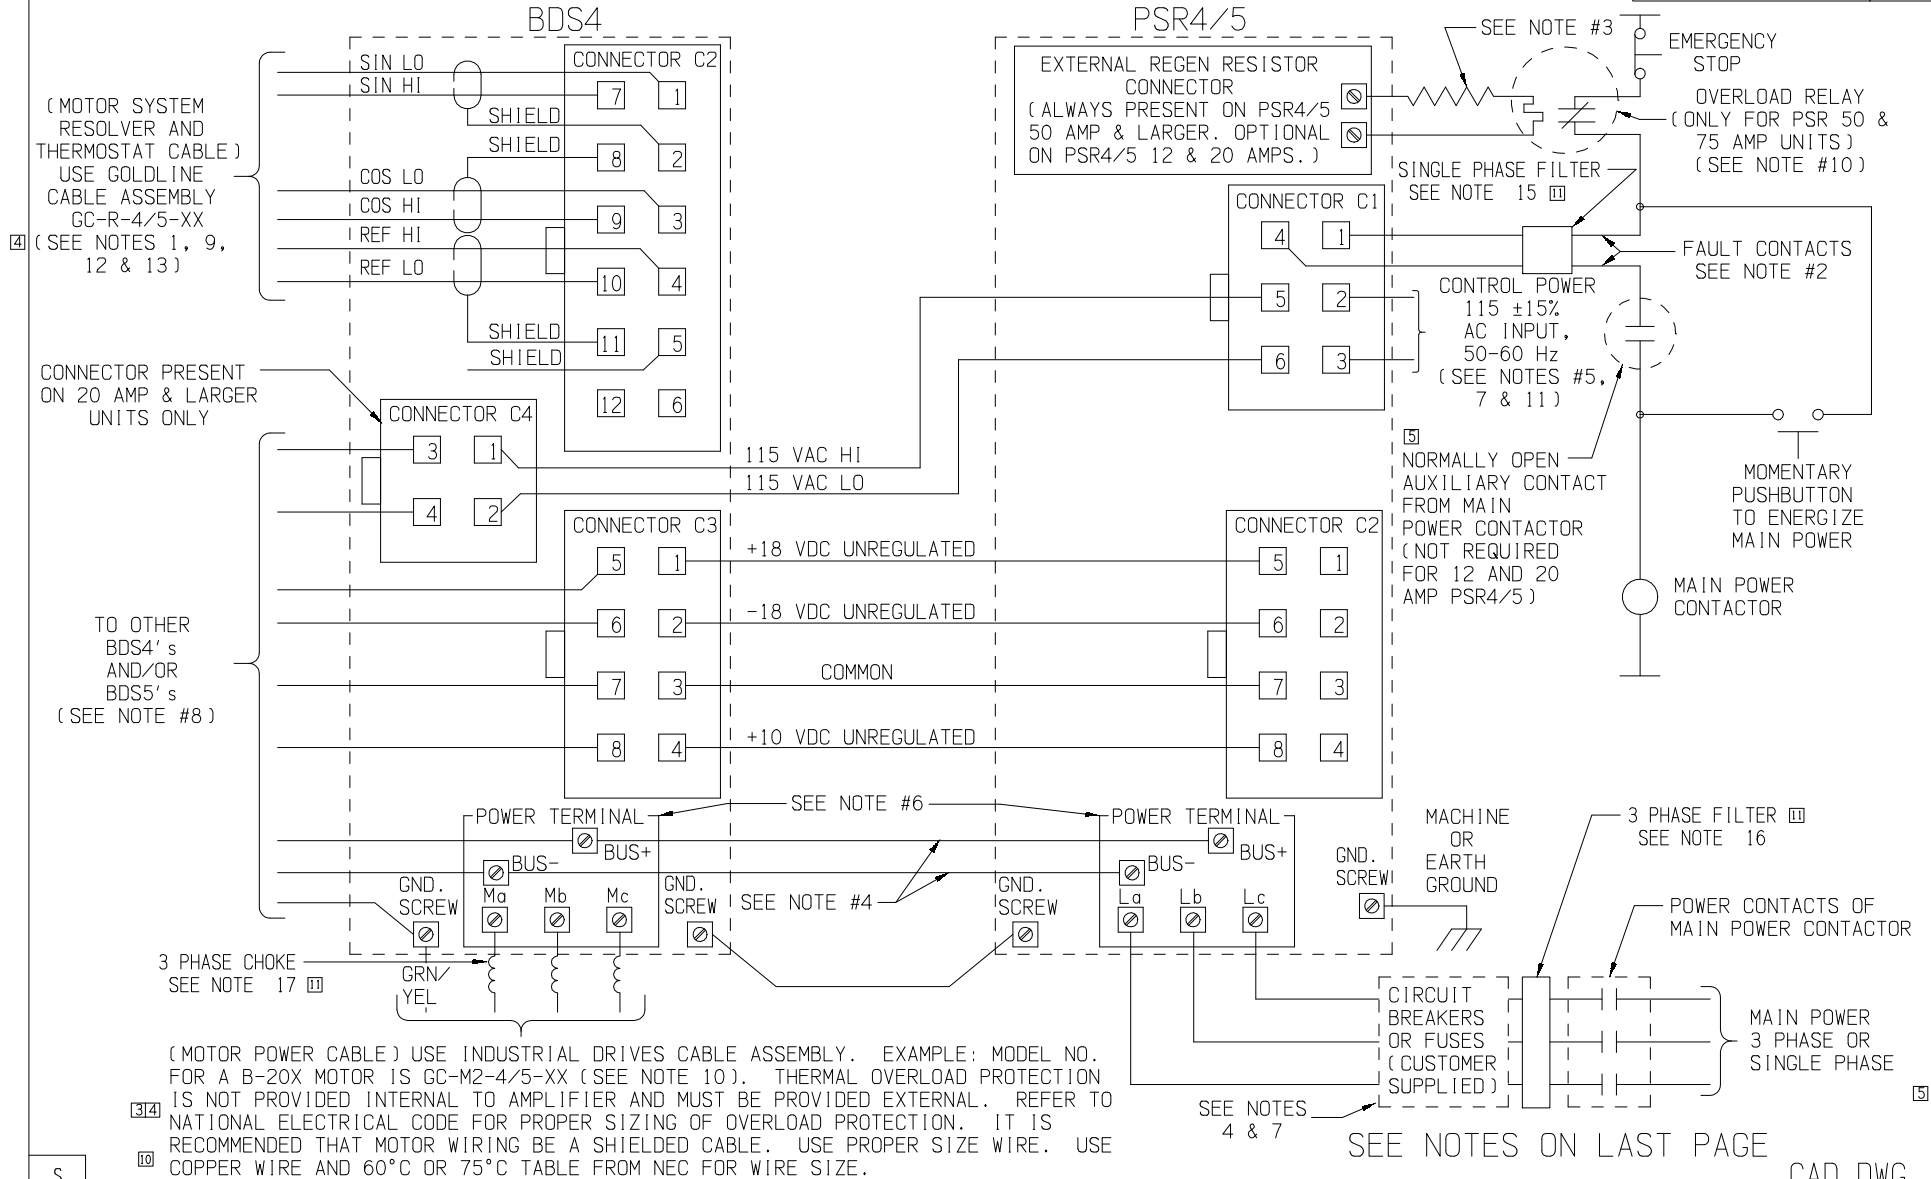 BDS4
PSR4/5
(MOTOR SYSTEM
RESOLVER AND
THERMOSTAT CABLE)
USE GOLDLINE
CABLE ASSEMBLY
GC-R-4/5-XX
4 (SEE NOTES 1, 9,
12 & 13)
SIN LO
SIN HI
SHIELD
SHIELD
COS LO
COS HI
REF HI
REF LO
SHIELD
SHIELD
CONNECTOR C2
7 1
8 2
9 3
10 4
11 5
12 6
CONNECTOR PRESENT
ON 20 AMP & LARGER
UNITS ONLY
CONNECTOR C4
3 1
4 2
115 VAC HI
115 VAC LO
TO OTHER
BDS4's
AND/OR
BDS5's
(SEE NOTE #8)
CONNECTOR C3
5 1
6 2
7 3
8 4
+18 VDC UNREGULATED
-18 VDC UNREGULATED
COMMON
+10 VDC UNREGULATED
EXTERNAL REGEN RESISTOR
CONNECTOR
(ALWAYS PRESENT ON PSR4/5
50 AMP & LARGER. OPTIONAL
ON PSR4/5 12 & 20 AMPS.)
SEE NOTE #3
EMERGENCY
STOP
OVERLOAD RELAY
(ONLY FOR PSR 50 &
75 AMP UNITS)
(SEE NOTE #10)
SINGLE PHASE FILTER
SEE NOTE 15 11
CONNECTOR C1
4 1
5 2
6 3
FAULT CONTACTS
SEE NOTE #2
CONTROL POWER
115 ±15%
AC INPUT,
50-60 Hz
(SEE NOTES #5,
7 & 11)
5
NORMALLY OPEN
AUXILIARY CONTACT
FROM MAIN
POWER CONTACTOR
(NOT REQUIRED
FOR 12 AND 20
AMP PSR4/5)
MOMENTARY
PUSHBUTTON
TO ENERGIZE
MAIN POWER
MAIN POWER
CONTACTOR
CONNECTOR C2
5 1
6 2
7 3
8 4
SEE NOTE #6
POWER TERMINAL
BUS+
BUS-
Ma Mb Mc
GND.
SCREW
GND.
SCREW
SEE NOTE #4
GND.
SCREW
POWER TERMINAL
BUS+
BUS-
La Lb Lc
GND.
SCREW
MACHINE
OR
EARTH
GROUND
3 PHASE FILTER 11
SEE NOTE 16
POWER CONTACTS OF
MAIN POWER CONTACTOR
3 PHASE CHOKE
SEE NOTE 17 11
GRN/
YEL
CIRCUIT
BREAKERS
OR FUSES
(CUSTOMER
SUPPLIED)
MAIN POWER
3 PHASE OR
SINGLE PHASE
5
SEE NOTES
4 & 7
(MOTOR POWER CABLE) USE INDUSTRIAL DRIVES CABLE ASSEMBLY. EXAMPLE: MODEL NO.
FOR A B-20X MOTOR IS GC-M2-4/5-XX (SEE NOTE 10). THERMAL OVERLOAD PROTECTION
3 4 IS NOT PROVIDED INTERNAL TO AMPLIFIER AND MUST BE PROVIDED EXTERNAL. REFER TO
NATIONAL ELECTRICAL CODE FOR PROPER SIZING OF OVERLOAD PROTECTION. IT IS
10 RECOMMENDED THAT MOTOR WIRING BE A SHIELDED CABLE. USE PROPER SIZE WIRE. USE
COPPER WIRE AND 60°C OR 75°C TABLE FROM NEC FOR WIRE SIZE.
SEE NOTES ON LAST PAGE
CAD DWG
S